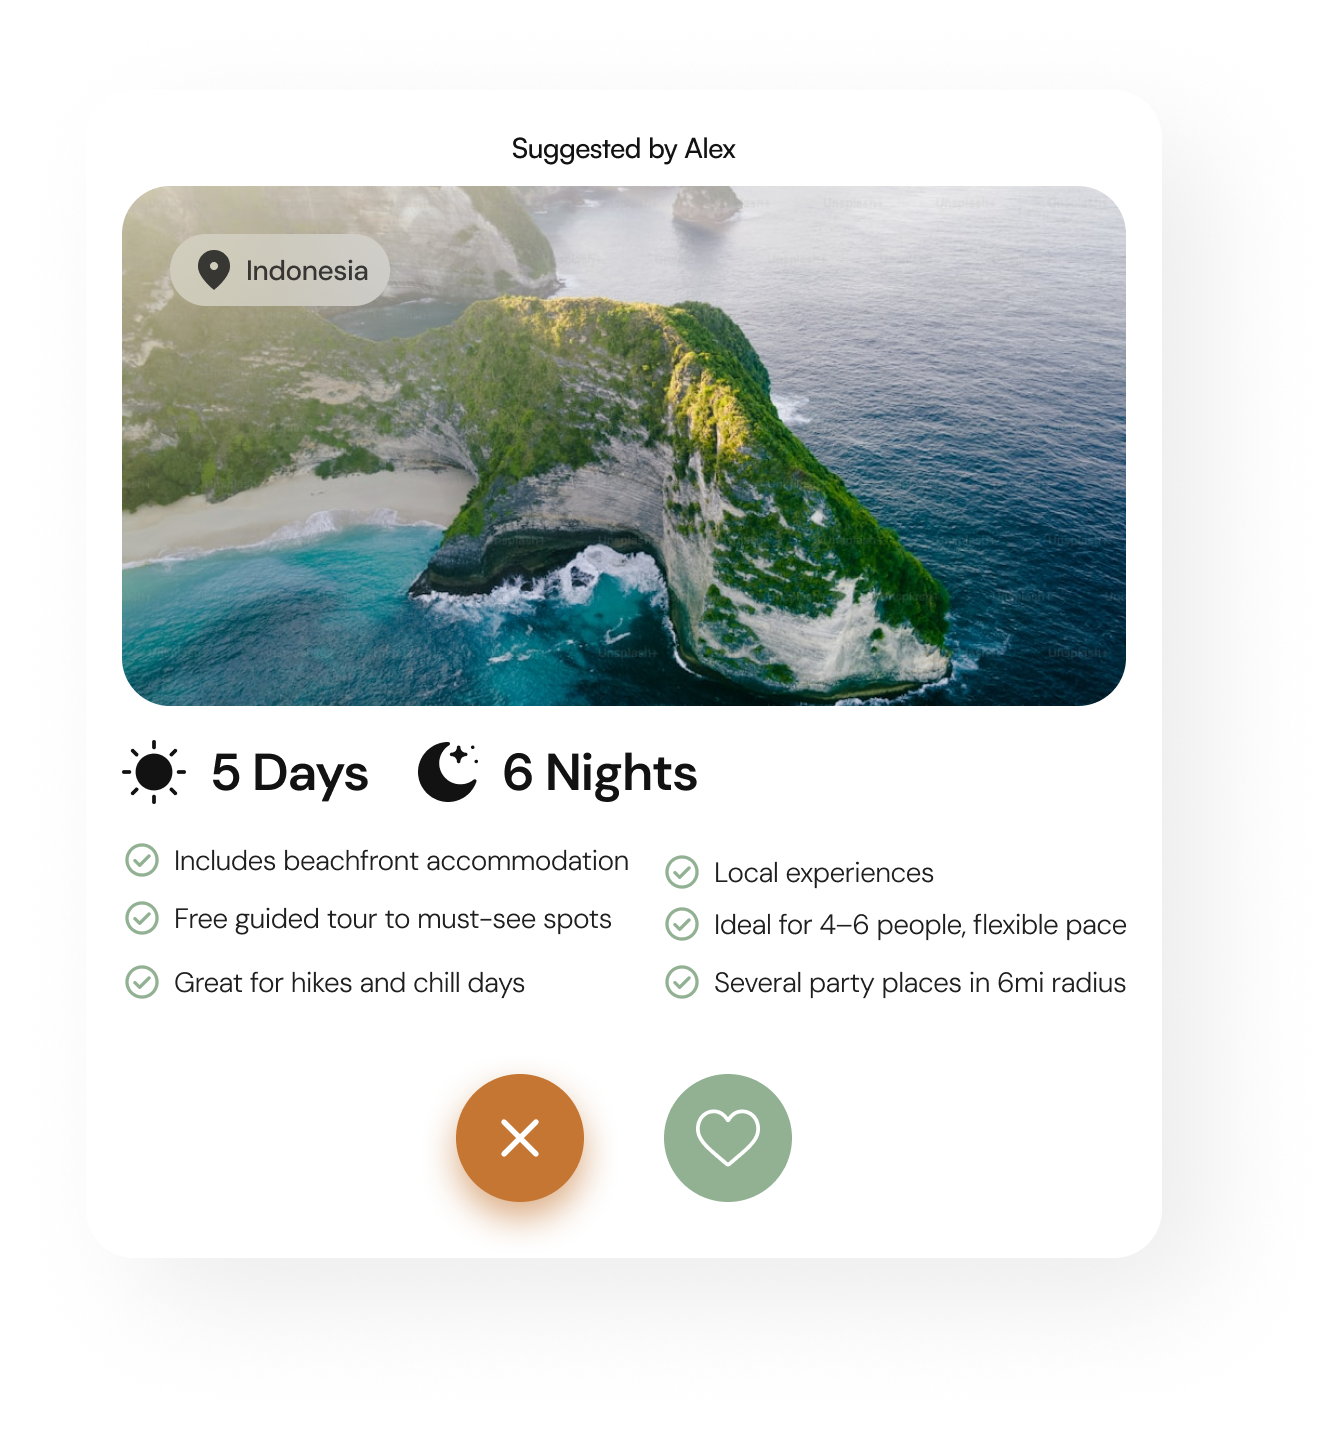 Suggested by Alex
Indonesia
5 Days
6 Nights
Includes beachfront accommodation
Free guided tour to must-see spots
Great for hikes and chill days
Local experiences
Ideal for 4–6 people, flexible pace
Several party places in 6mi radius
Unsplash+